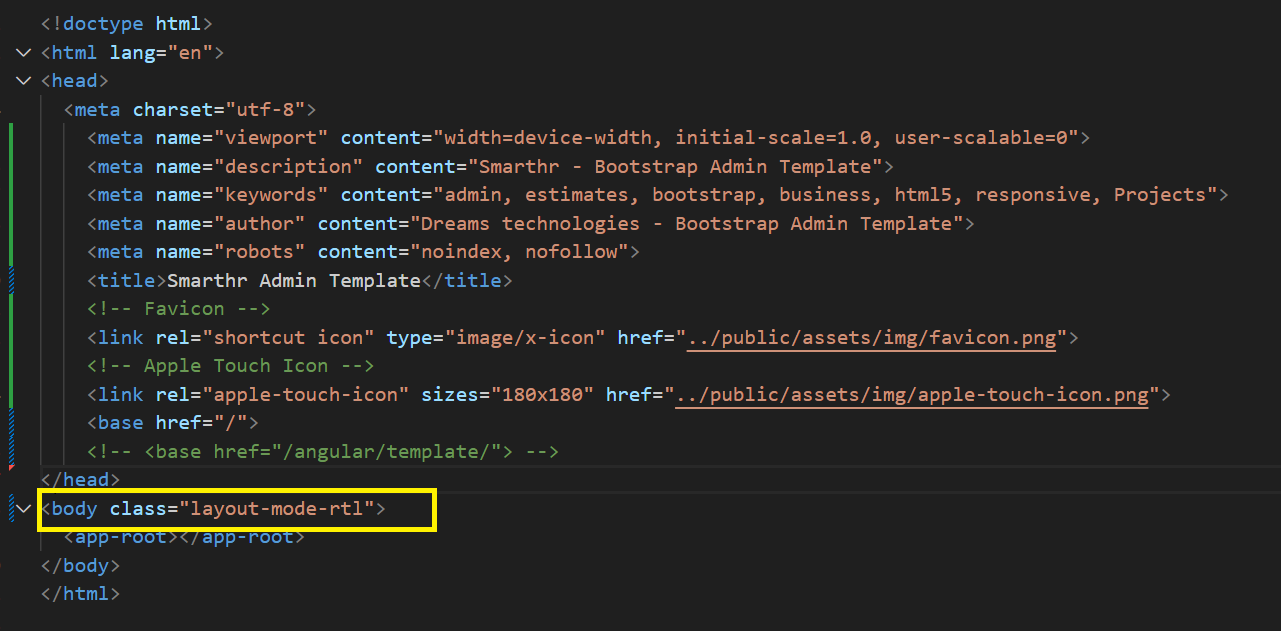 <!doctype html>
<html lang="en">
<head>
<meta charset="utf-8">
<meta name="viewport" content="width=device-width, initial-scale=1.0, user-scalable=0">
<meta name="description" content="Smarthr - Bootstrap Admin Template">
<meta name="keywords" content="admin, estimates, bootstrap, business, html5, responsive, Projects">
<meta name="author" content="Dreams technologies - Bootstrap Admin Template">
<meta name="robots" content="noindex, nofollow">
<title>Smarthr Admin Template</title>
<!-- Favicon -->
<link rel="shortcut icon" type="image/x-icon" href="../public/assets/img/favicon.png">
<!-- Apple Touch Icon -->
<link rel="apple-touch-icon" sizes="180x180" href="../public/assets/img/apple-touch-icon.png">
<base href="/">
<!-- <base href="/angular/template/"> -->
</head>
<body class="layout-mode-rtl">
<app-root></app-root>
</body>
</html>